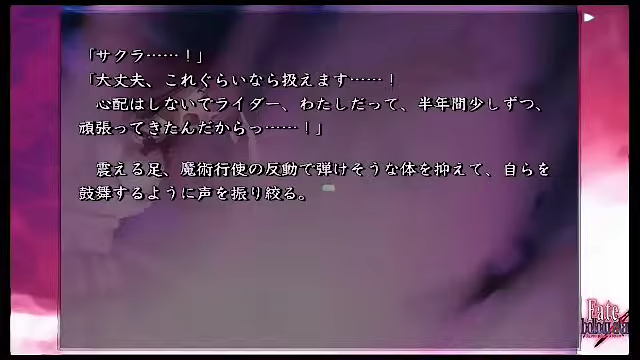 「サクラ……！」
「大丈夫、これぐらいなら扱えます……！
　心配はしないでライダー、わたしだって、半年間少しずつ、
頑張ってきたんだからっ……！」
　震える足、魔術行使の反動で弾けそうな体を抑えて、自らを
鼓舞するように声を振り絞る。
Fate